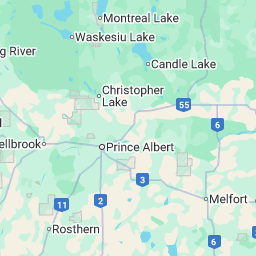 Montreal Lake
Waskesiu Lake
g River
Candle Lake
Christopher
Lake
55
6
ellbrook
Prince Albert
3
11
2
Melfort
Rosthern
6